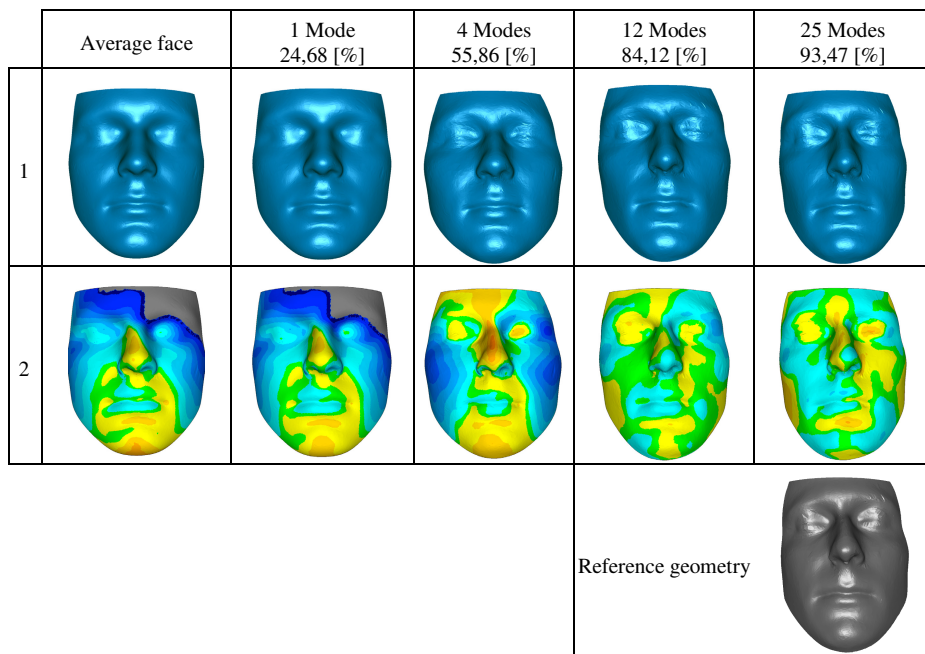 Average face
1 Mode
24,68 [%]
4 Modes
55,86 [%]
12 Modes
84,12 [%]
25 Modes
93,47 [%]
1
2
Reference geometry